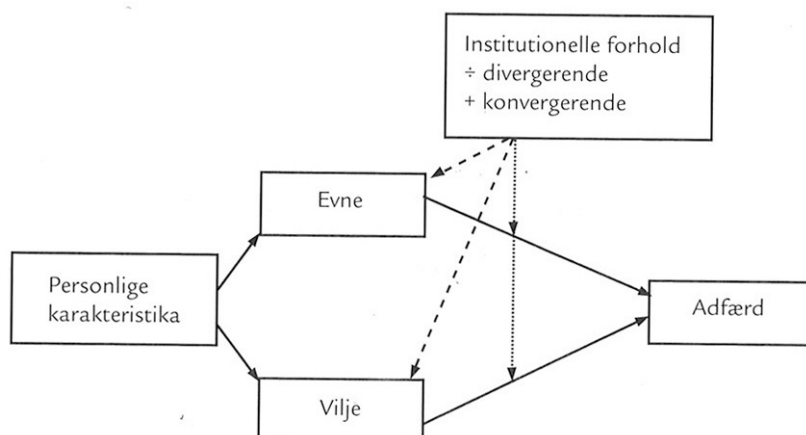 Institutionelle forhold
÷ divergerende
+ konvergerende
Evne
Personlige
karakteristika
Adfærd
Vilje